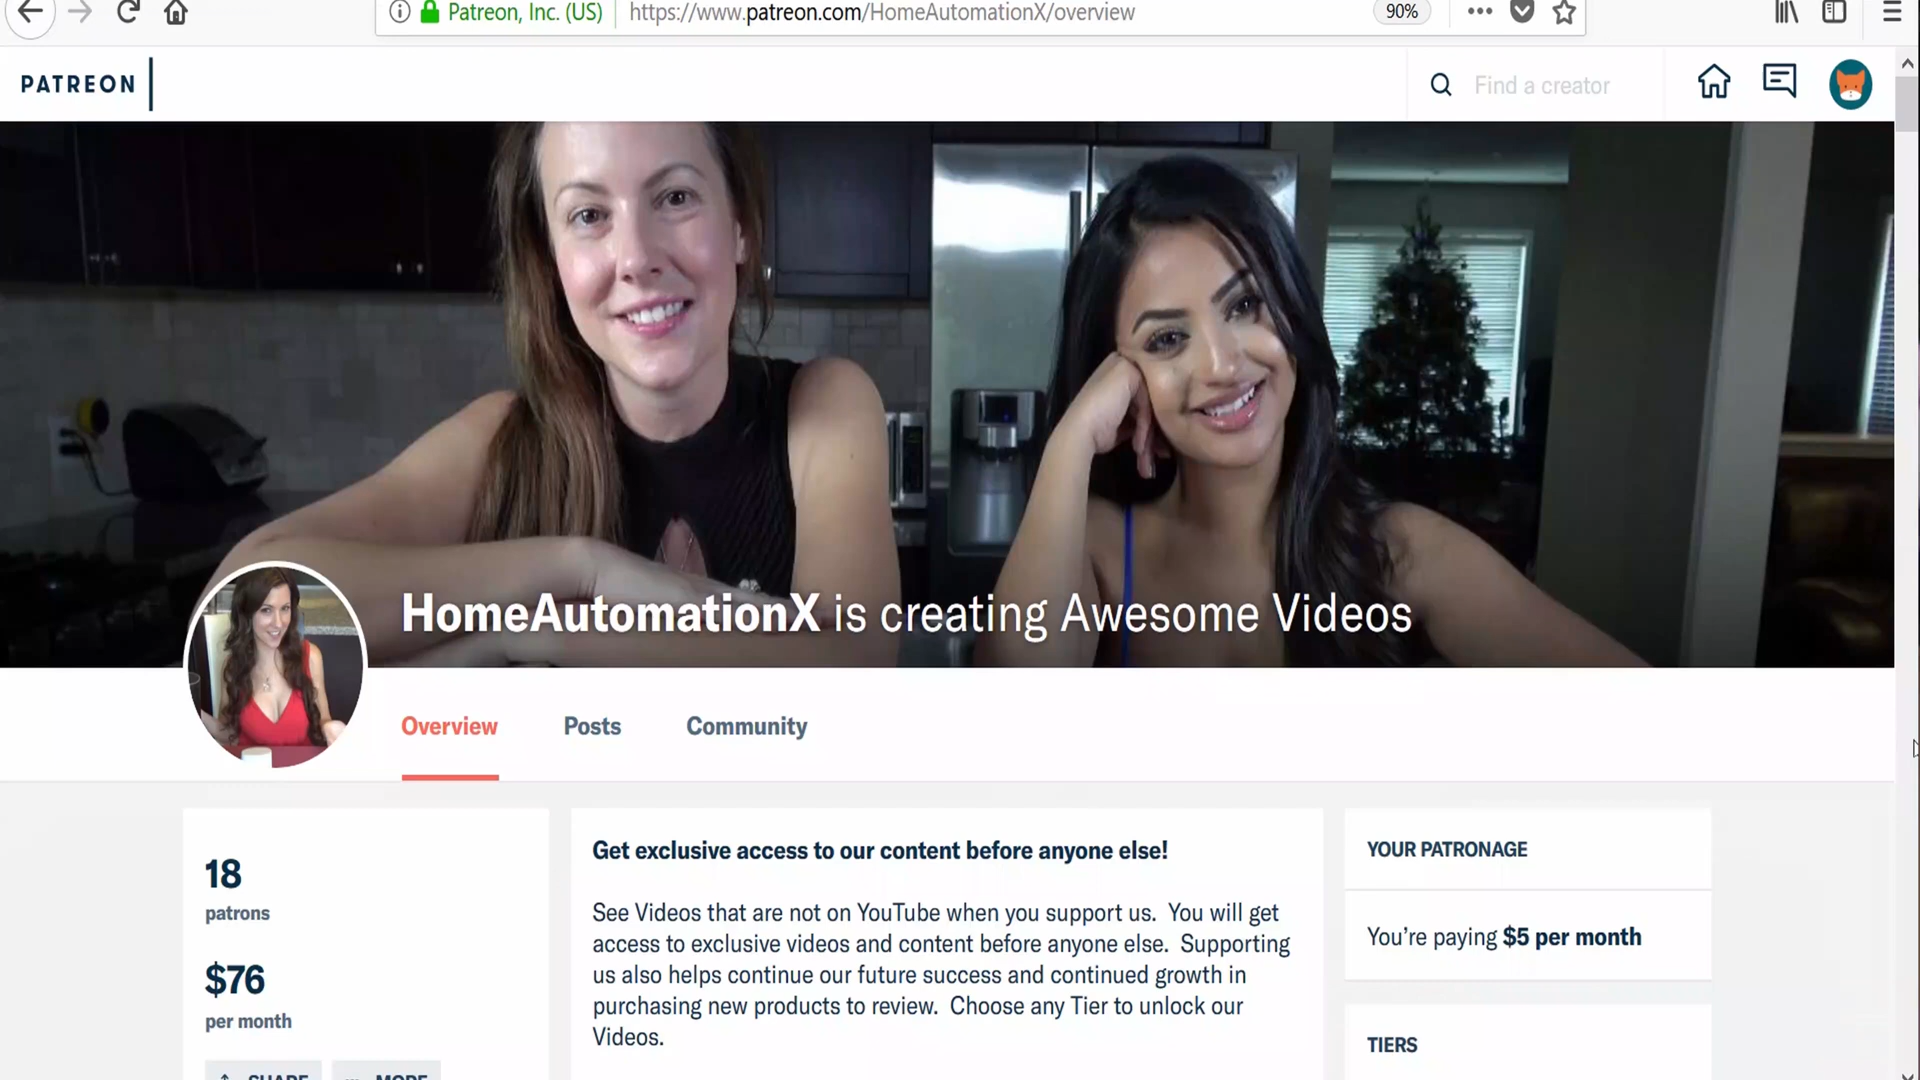 Patreon, Inc. (US)
https://www.patreon.com/HomeAutomationX/overview
90%
PATREON
Find a creator
HomeAutomationX is creating Awesome Videos
Overview
Posts
Community
18
patrons
$76
per month
SHARE
MORE
Get exclusive access to our content before anyone else!
See Videos that are not on YouTube when you support us. You will get
access to exclusive videos and content before anyone else. Supporting
us also helps continue our future success and continued growth in
purchasing new products to review. Choose any Tier to unlock our
Videos.
YOUR PATRONAGE
You're paying $5 per month
TIERS